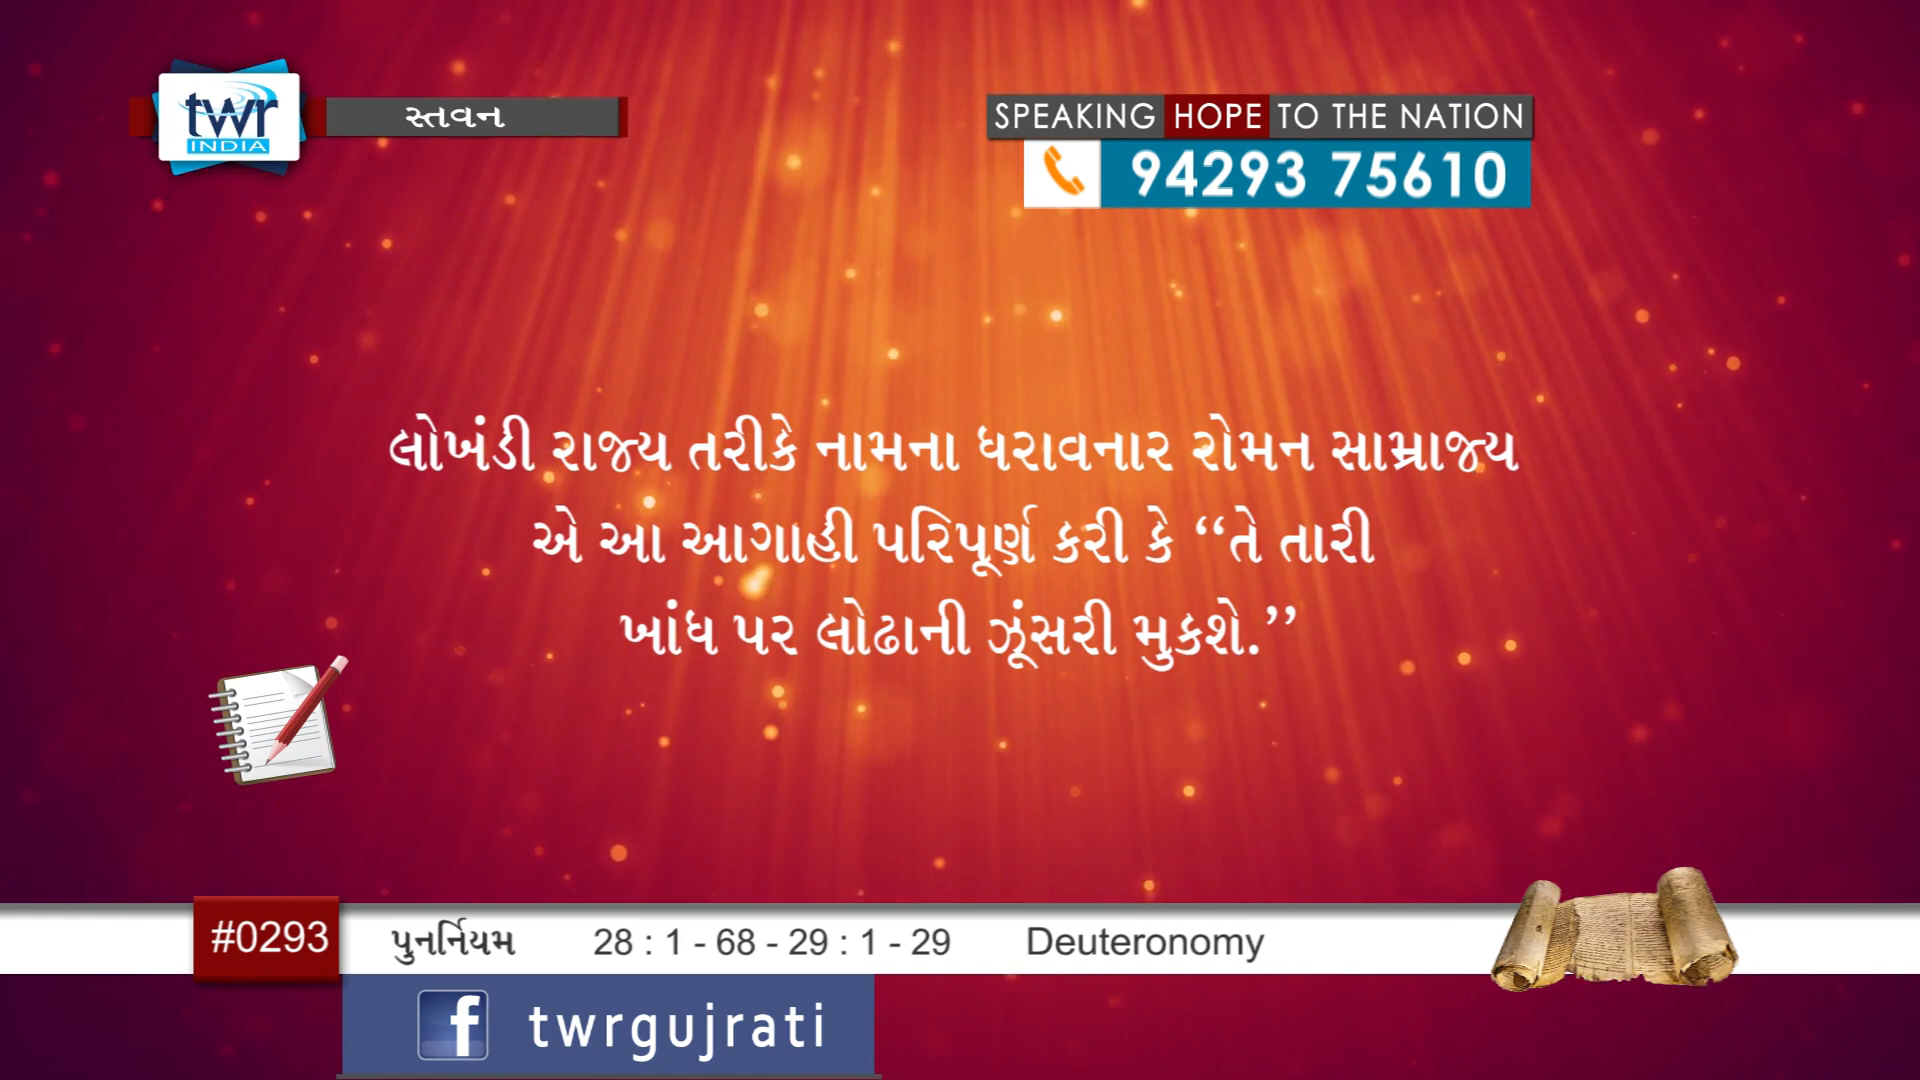 twr
INDIA
સ્તવન
SPEAKING HOPE TO THE NATION
94293 75610
લોખંડી રાજ્ય તરીકે નામના ધરાવનાર રોમન સામ્રાજ્ય
એ આ આગાહી પરિપૂર્ણ કરી કે “તે તારી
ખાંધ પર લોઢાની ઝૂંસરી મુકશે.”
#0293 પુનર્નિયમ 28 : 1 - 68 - 29 : 1 - 29 Deuteronomy
f twrgujrati